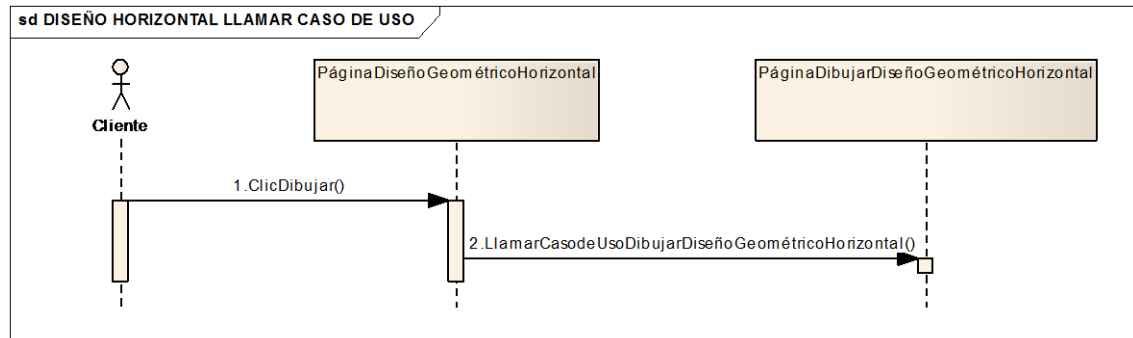 sd DISEÑO HORIZONTAL LLAMAR CASO DE USO
PáginaDiseñoGeométricoHorizontal
PáginaDibujarDiseñoGeométricoHorizontal
Cliente
1.ClicDibujar()
2.LlamarCasodeUsoDibujarDiseñoGeométricoHorizontal()